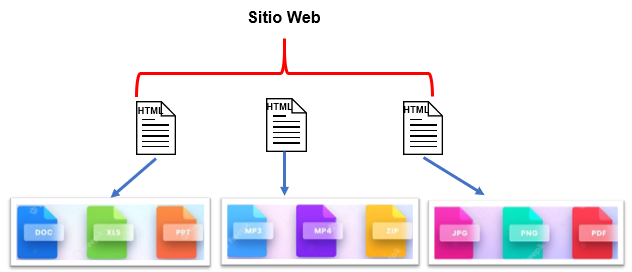 Sitio Web
HTML
HTML
HTML
DOC
XLS
PPT
MP3
MP4
ZIP
JPG
PNG
PDF